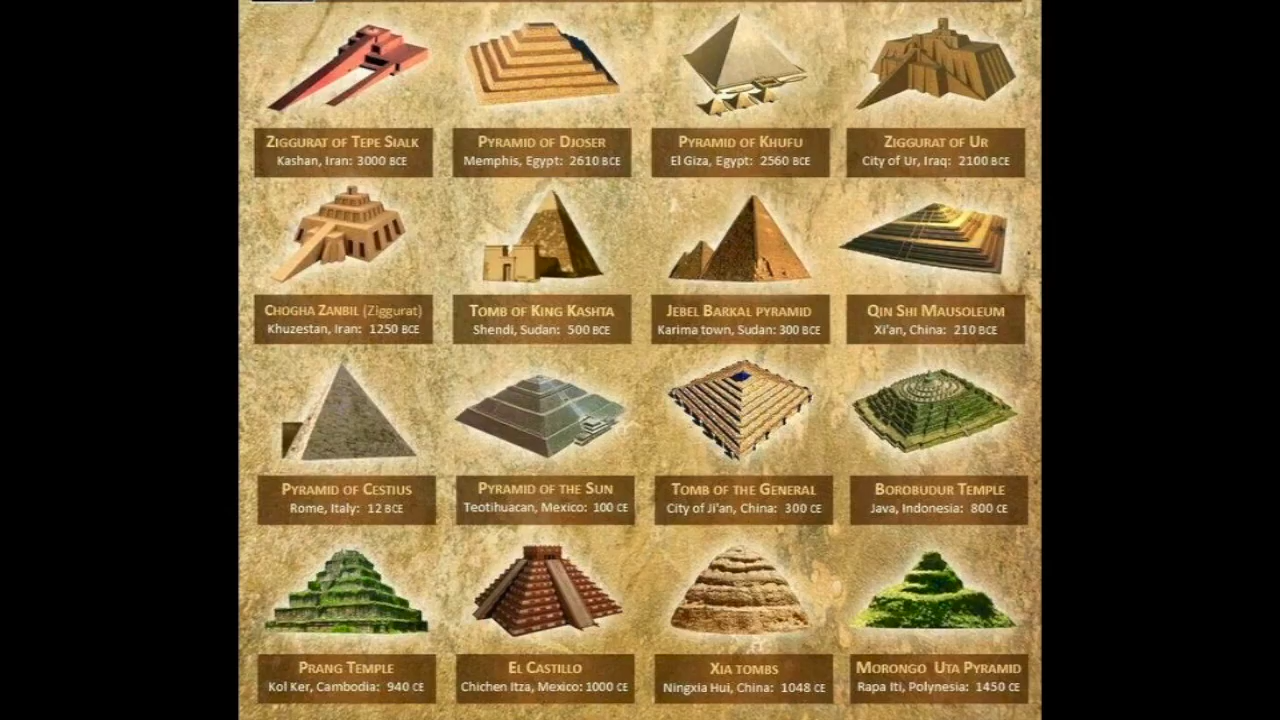 ZIGGURAT OF TEPE SIALK
Kashan, Iran: 3000 BCE
PYRAMID OF DJOSER
Memphis, Egypt: 2610 BCE
PYRAMID OF KHUFU
El Giza, Egypt: 2560 BCE
ZIGGURAT OF UR
City of Ur, Iraq: 2100 BCE
CHOGHA ZANBIL (Ziggurat)
Khuzestan, Iran: 1250 BCE
TOMB OF KING KASHTA
Shendi, Sudan: 500 BCE
JEBEL BARKAL PYRAMID
Karima town, Sudan: 300 BCE
QIN SHI MAUSOLEUM
Xi'an, China: 210 BCE
PYRAMID OF CESTIUS
Rome, Italy: 12 BCE
PYRAMID OF THE SUN
Teotihuacan, Mexico: 100 CE
TOMB OF THE GENERAL
City of Ji'an, China: 300 CE
BOROBUDUR TEMPLE
Java, Indonesia: 800 CE
PRANG TEMPLE
Kol Ker, Cambodia: 940 CE
EL CASTILLO
Chichen Itza, Mexico: 1000 CE
XIA TOMBS
Ningxia Hui, China: 1048 CE
MORONGO UTA PYRAMID
Rapa Iti, Polynesia: 1450 CE